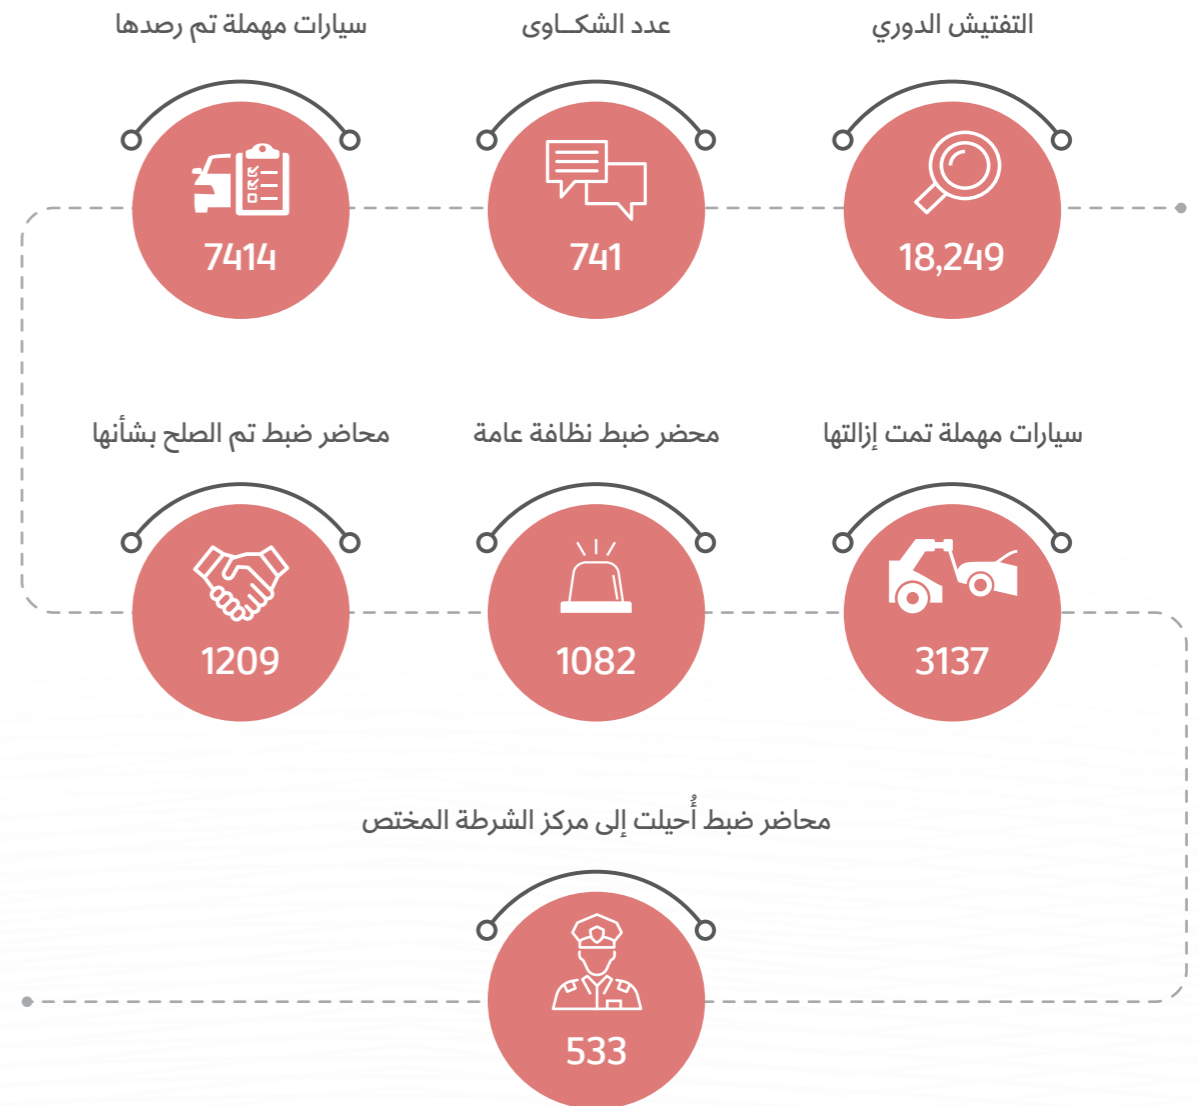 التفتيش الدوري
18,249
عدد الشكــاوى
741
سيارات مهملة تم رصدها
7414
سيارات مهملة تمت إزالتها
3137
محضر ضبط نظافة عامة
1082
محاضر ضبط تم الصلح بشأنها
1209
محاضر ضبط أُحيلت إلى مركز الشرطة المختص
533